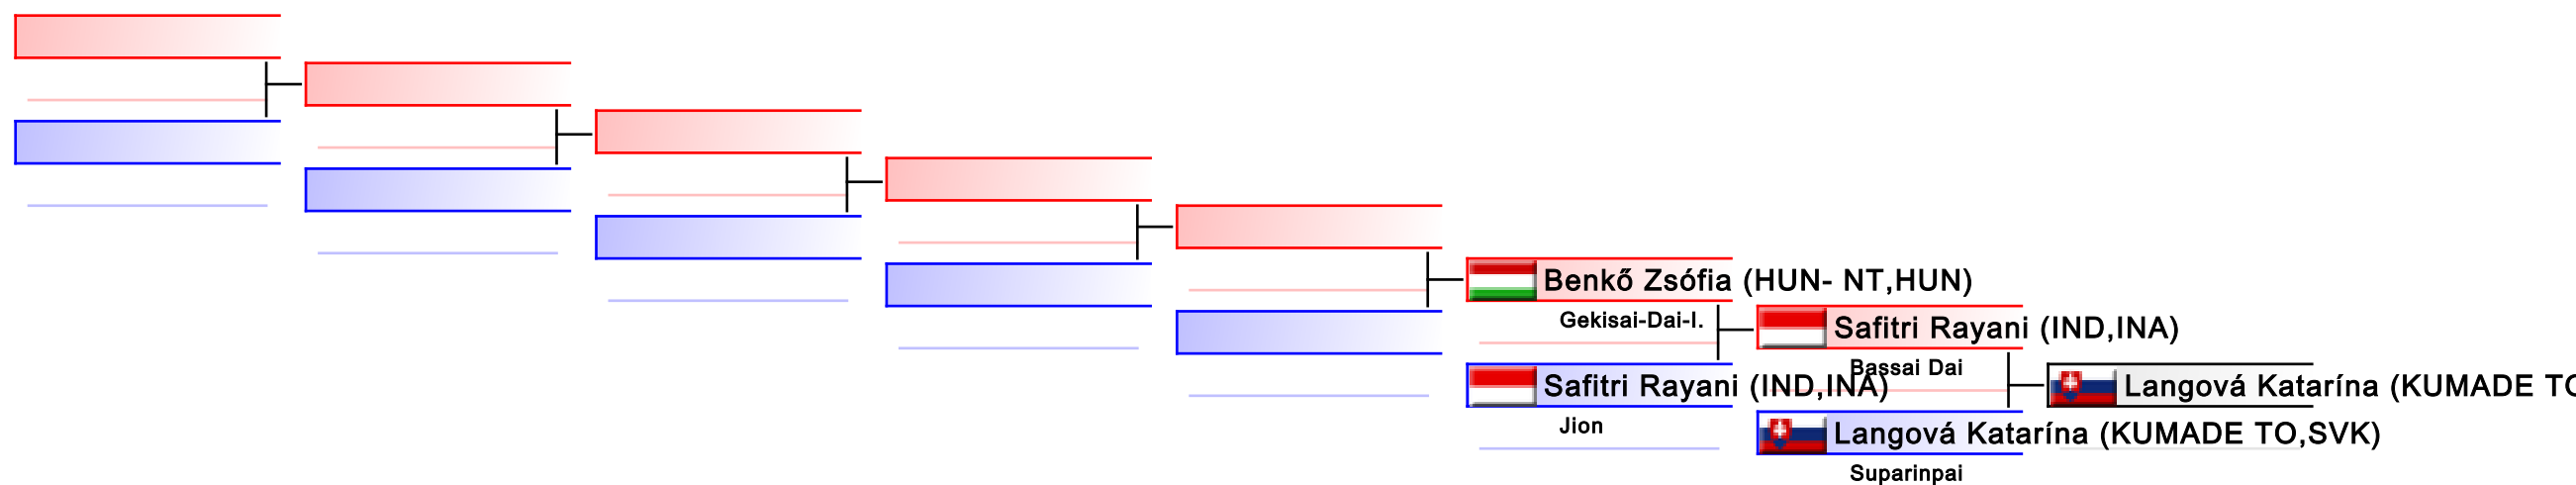 Benkő Zsófia (HUN- NT,HUN)
Gekisai-Dai-I.
Safitri Rayani (IND,INA)
Jion
Safitri Rayani (IND,INA)
Bassai Dai
Langová Katarína (KUMADE TO,SVK)
Suparinpai
Langová Katarína (KUMADE TO